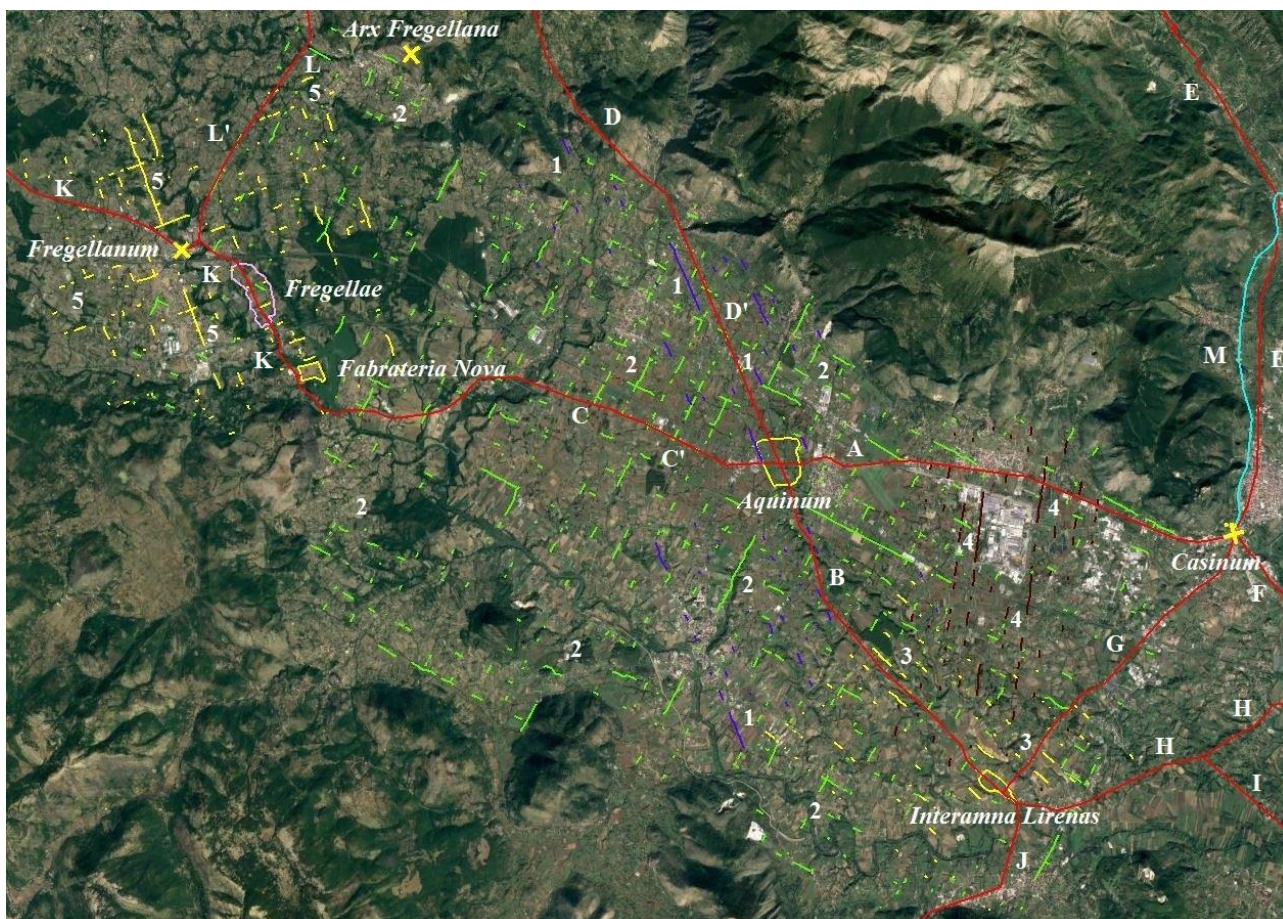 Arx Fregellana
L
5
2
D
E
L'
1
K
5
Fregellanum
K
5
Fregellae
5
1
D'
K
Fabrateria Nova
2
1
2
M
E
C
C'
A
Aquinum
2
4
4
Casinum
B
2
F
4
G
3
2
1
3
H
H
I
2
Interamna Lirenas
J